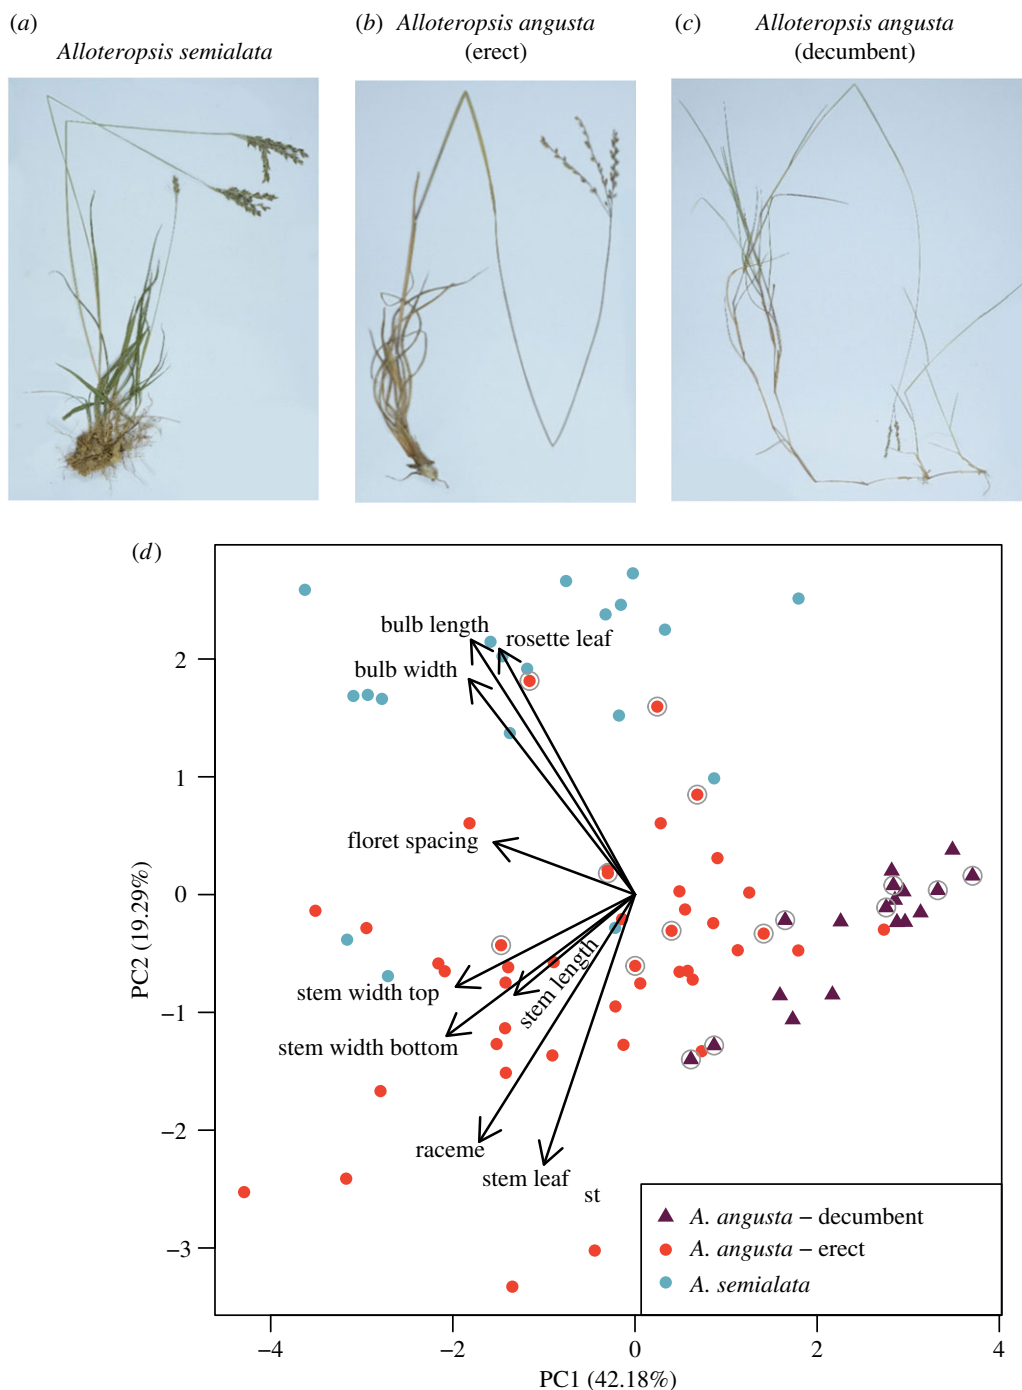 (a)
Alloteropsis semialata
(b) Alloteropsis angusta
(erect)
(c) Alloteropsis angusta
(decumbent)
(d)
bulb length
rosette leaf
bulb width
floret spacing
stem width top
stem length
stem width bottom
raceme
stem leaf
st
2
1
0
−1
−2
−3
PC2 (19.29%)
A. angusta − decumbent
A. angusta − erect
A. semialata
−4 −2 0 2 4
PC1 (42.18%)